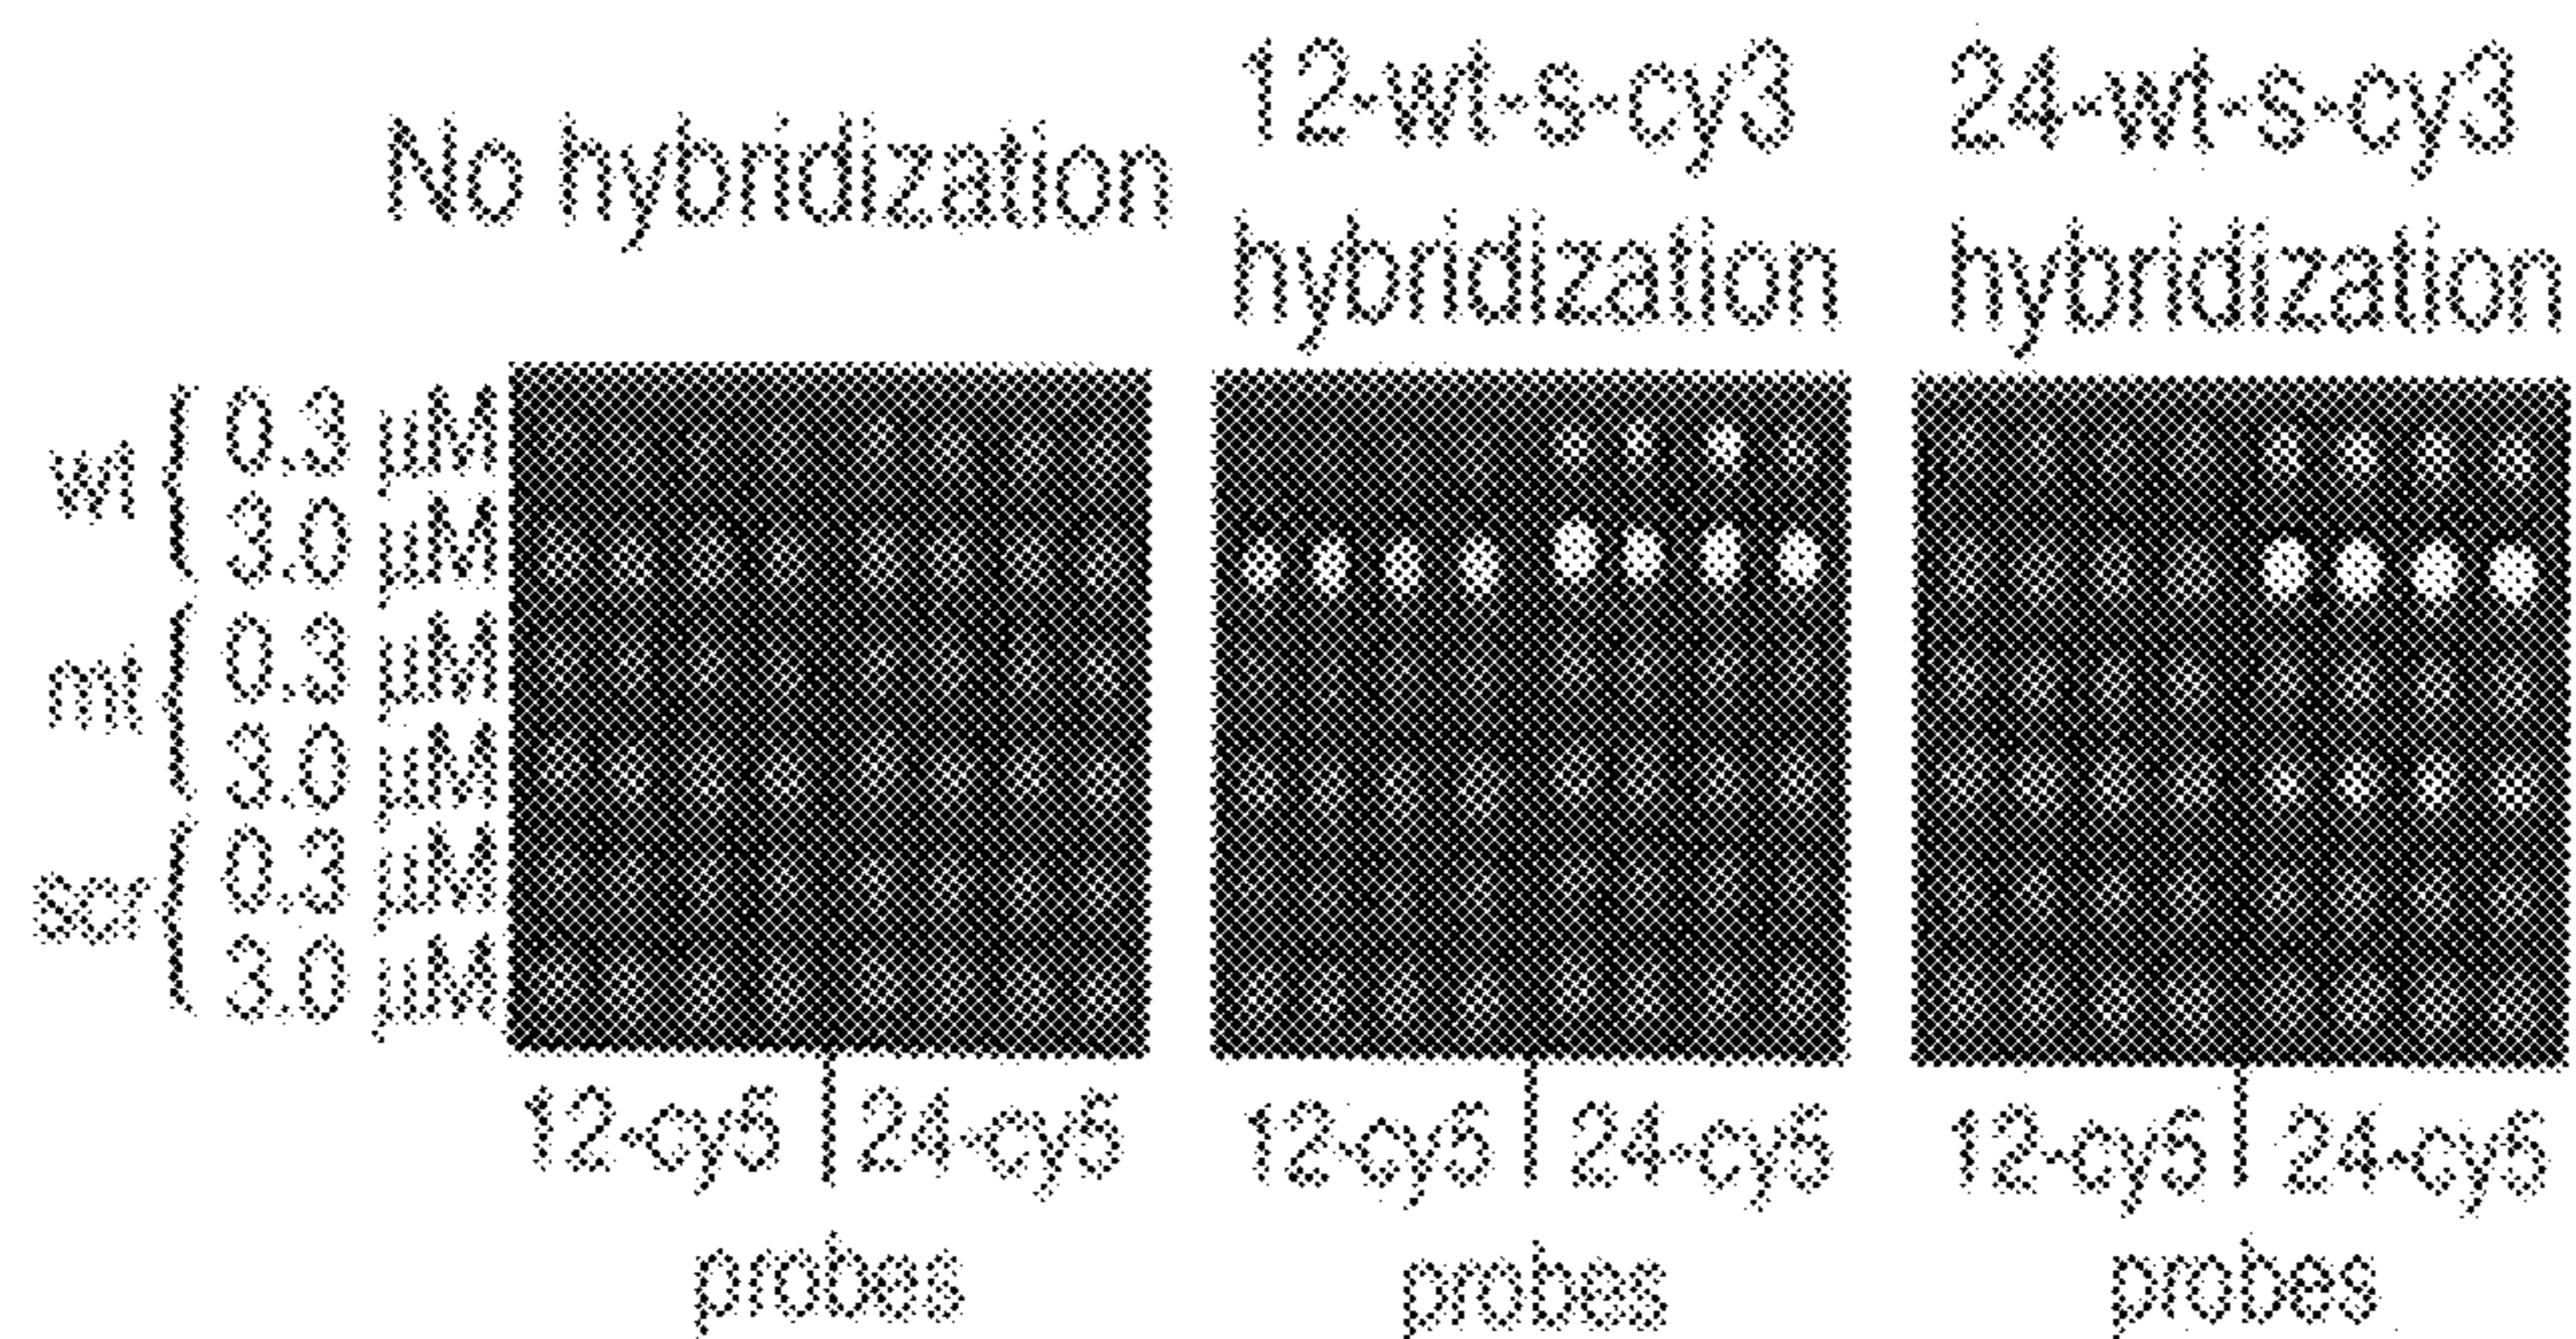 No hybridization
12-wt-s-cy3
hybridization
24-wt-s-cy3
hybridization
wt
0.3 µM
3.0 µM
mt
0.3 µM
3.0 µM
scr
0.3 µM
3.0 µM
12-cy5 24-cy5
probes
12-cy5 24-cy5
probes
12-cy5 24-cy5
probes